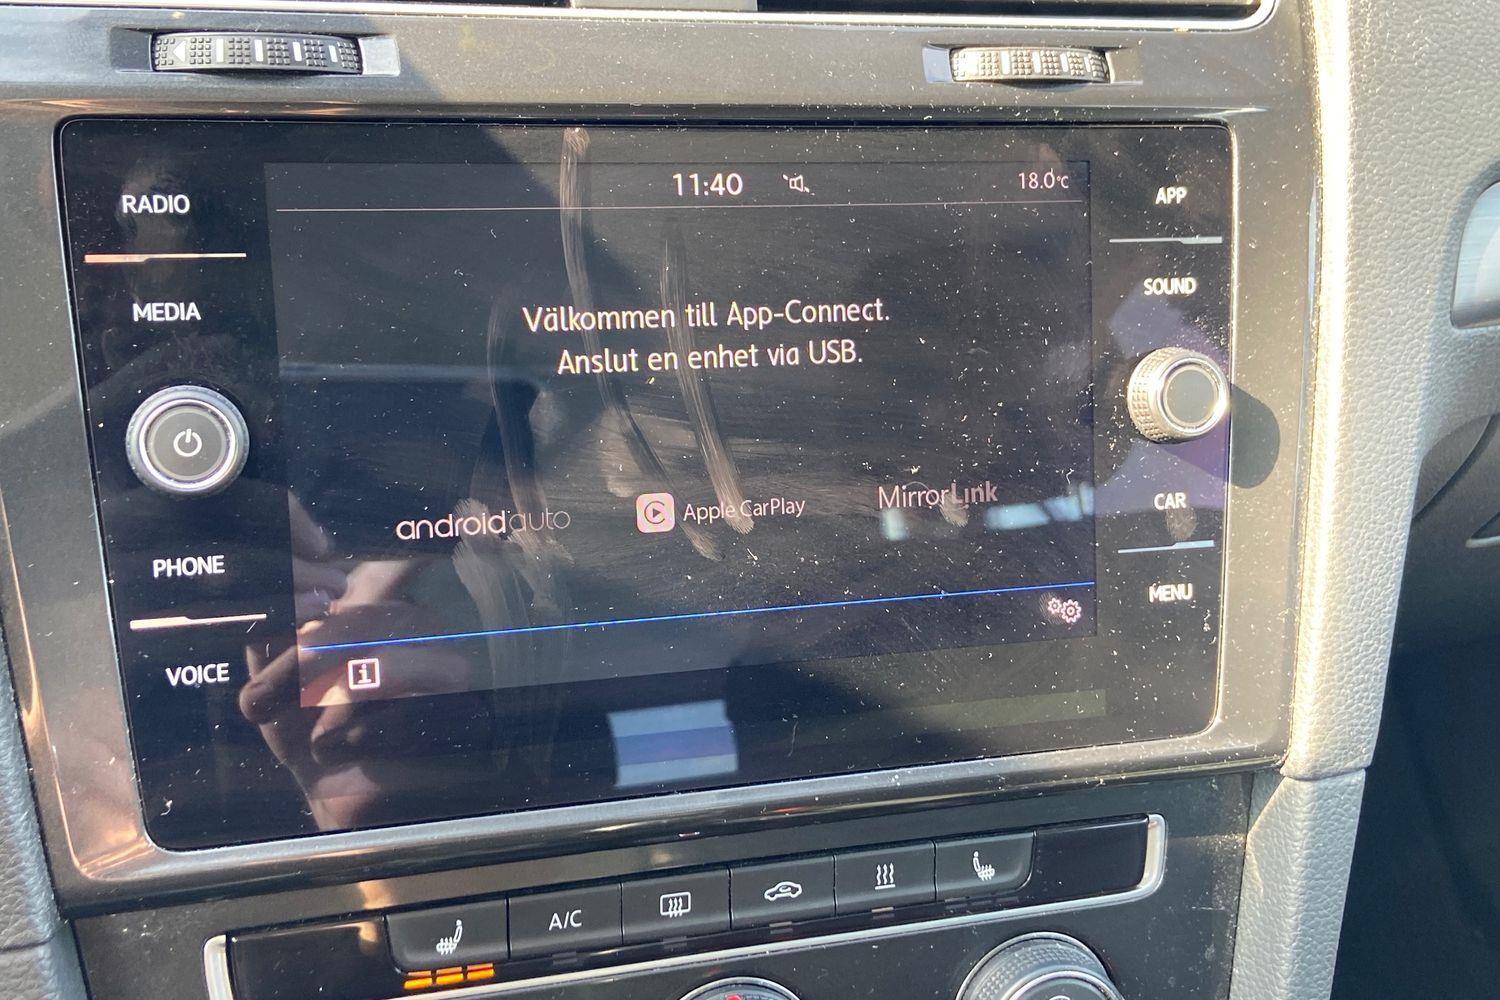 RADIO
MEDIA
PHONE
VOICE
11:40
18.0°C
Välkommen till App-Connect.
Anslut en enhet via USB.
android auto
Apple CarPlay
MirrorLink
i
APP
SOUND
CAR
MENU
A/C